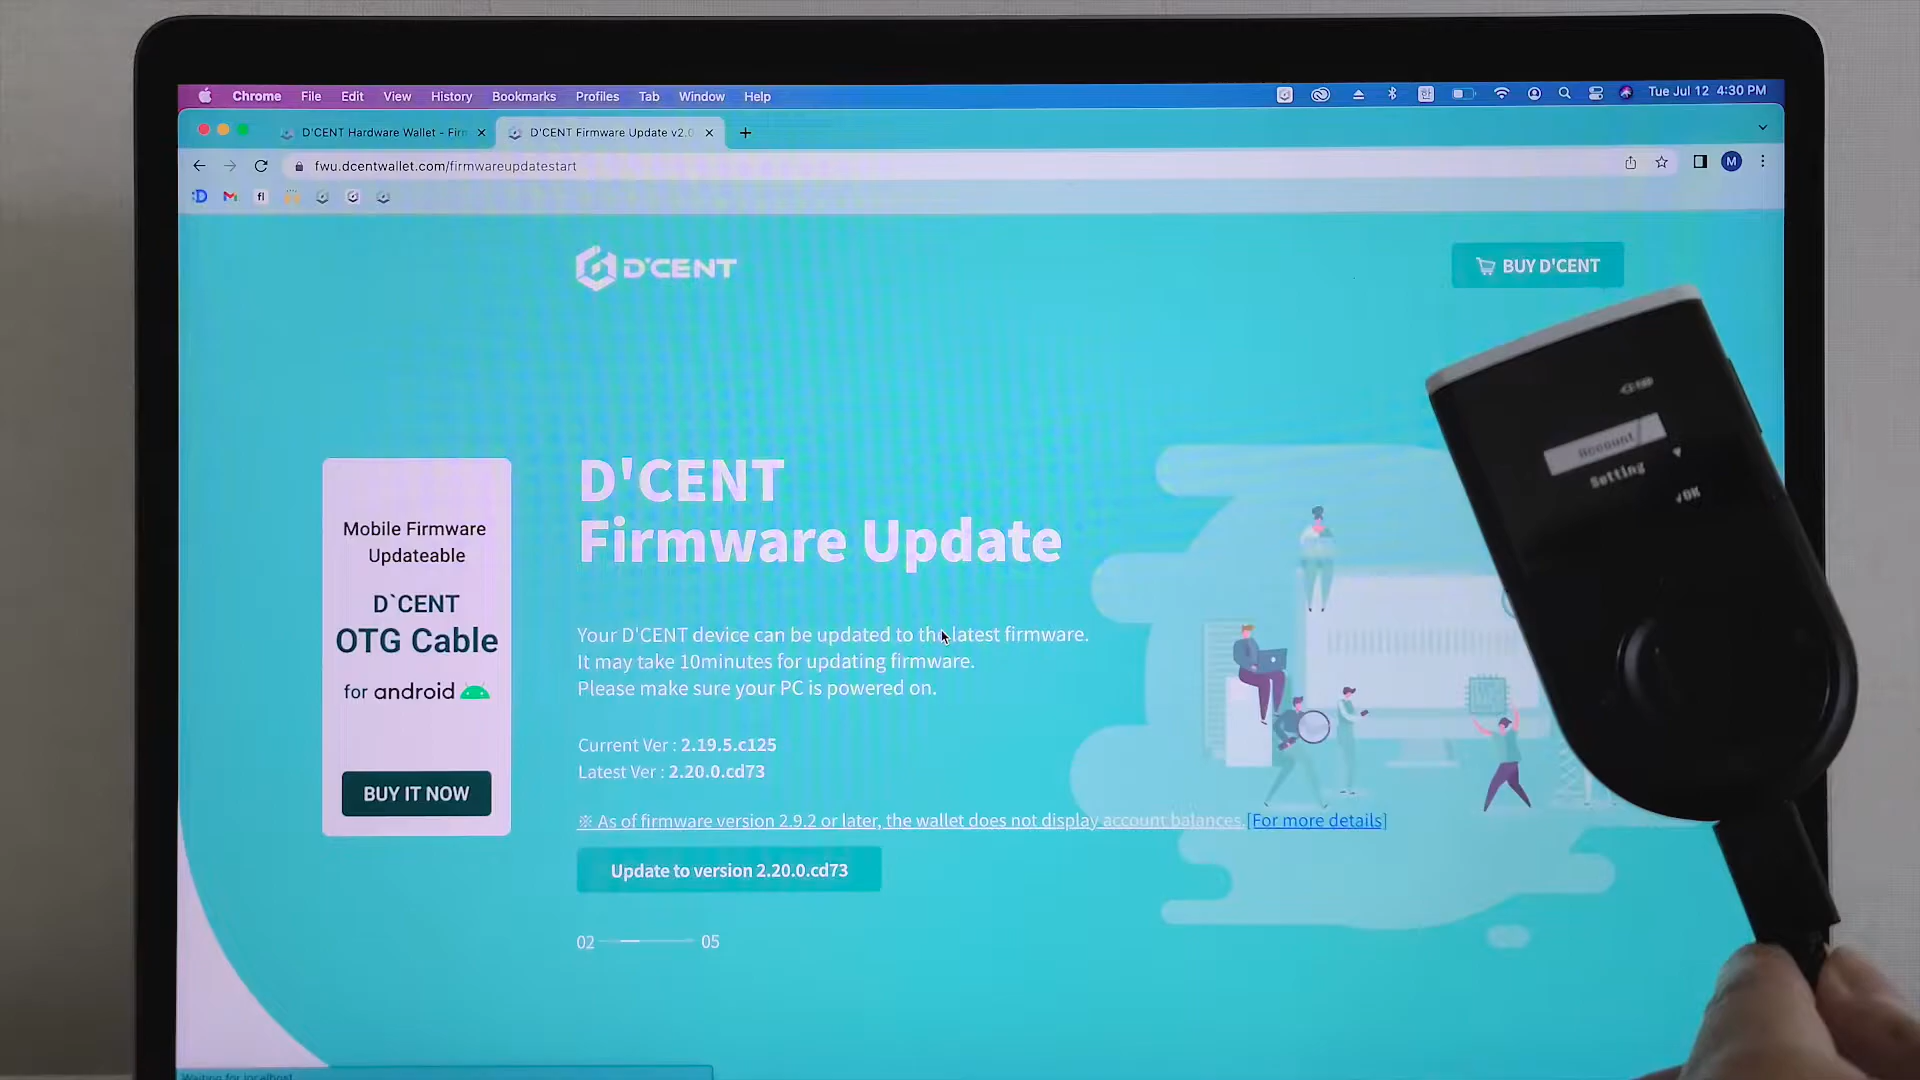 Chrome File Edit View History Bookmarks Profiles Tab Window Help
Tue Jul 12 4:30 PM
D'CENT Hardware Wallet - Firm
D'CENT Firmware Update v2.0
fwu.dcentwallet.com/firmwareupdatestart
M
:D
fl
D'CENT
BUY D'CENT
Account
Setting
√OK
Mobile Firmware
Updateable
D`CENT
OTG Cable
for android
BUY IT NOW
D'CENT
Firmware Update
Your D'CENT device can be updated to the latest firmware.
It may take 10minutes for updating firmware.
Please make sure your PC is powered on.
Current Ver : 2.19.5.c125
Latest Ver : 2.20.0.cd73
※ As of firmware version 2.9.2 or later, the wallet does not display account balances.[For more details]
Update to version 2.20.0.cd73
02 05
Waiting for localhost